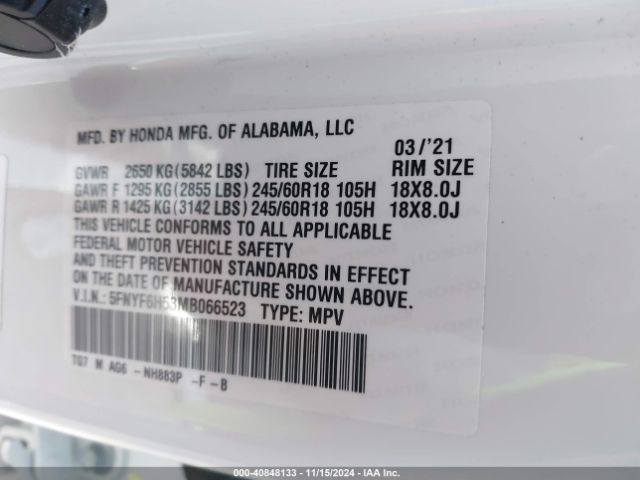 MFD. BY HONDA MFG. OF ALABAMA, LLC
03/'21
GVWR 2650 KG (5842 LBS) TIRE SIZE RIM SIZE
GAWR F 1295 KG (2855 LBS) 245/60R18 105H 18X8.0J
GAWR R 1425 KG (3142 LBS) 245/60R18 105H 18X8.0J
THIS VEHICLE CONFORMS TO ALL APPLICABLE
FEDERAL MOTOR VEHICLE SAFETY
AND THEFT PREVENTION STANDARDS IN EFFECT
ON THE DATE OF MANUFACTURE SHOWN ABOVE.
V.I.N.: 5FNYF6H53MB066523 TYPE: MPV
TG7 M AG6 -NH883P -F -B
000-40848133 - 11/15/2024 - IAA Inc.